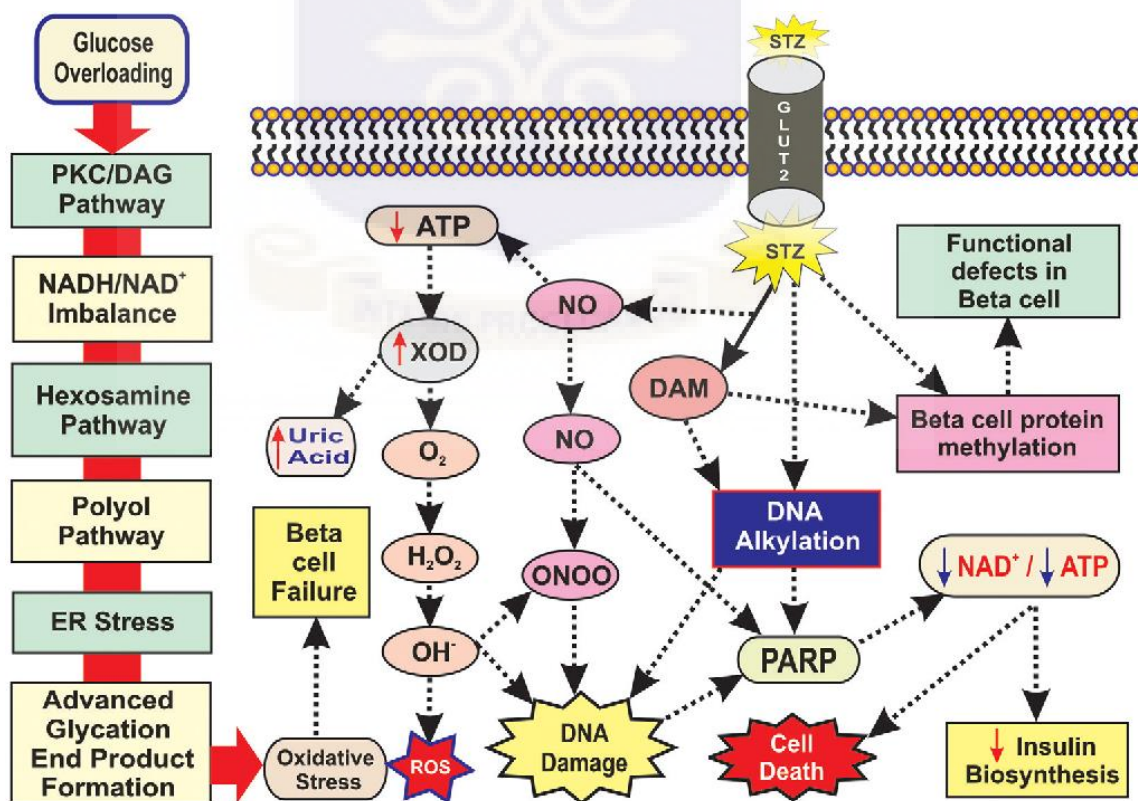 Glucose
Overloading
PKC/DAG
Pathway
NADH/NAD⁺
Imbalance
Hexosamine
Pathway
Polyol
Pathway
ER Stress
Advanced
Glycation
End Product
Formation
STZ
GLUT2
STZ
↓ ATP
NO
Functional
defects in
Beta cell
↑ XOD
DAM
↑ Uric
Acid
O₂
NO
Beta cell protein
methylation
Beta
cell
Failure
H₂O₂
ONOO
DNA
Alkylation
↓ NAD⁺ / ↓ ATP
OH⁻
PARP
Oxidative
Stress
ROS
DNA
Damage
Cell
Death
↓ Insulin
Biosynthesis